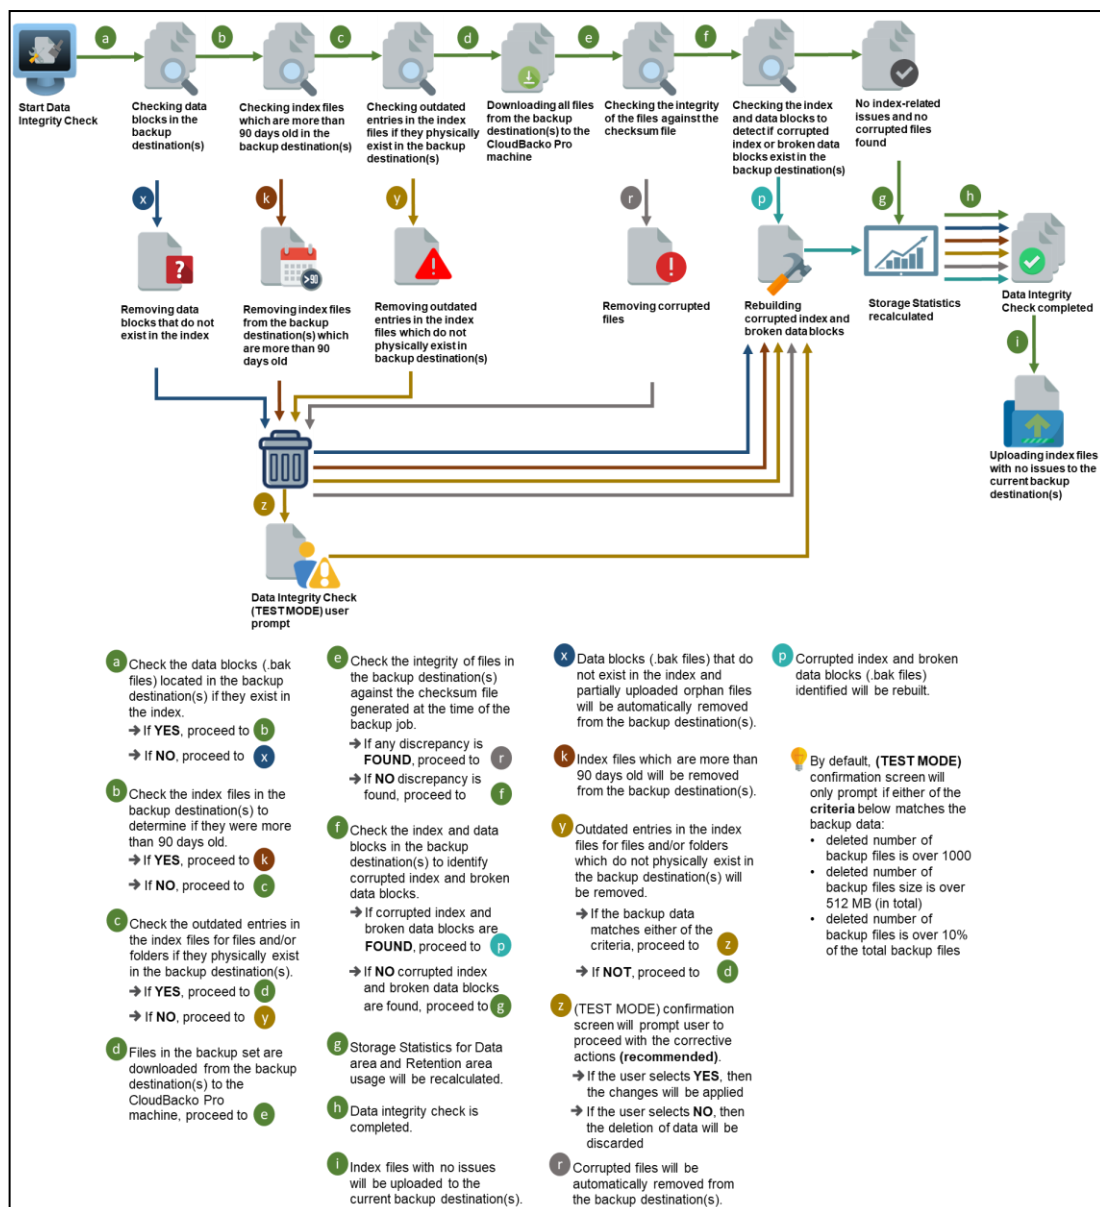 a
b
c
d
e
f
Start Data
Integrity Check
Checking data
blocks in the
backup
destination(s)
Checking index files
which are more than
90 days old in the
backup destination(s)
Checking outdated
entries in the index
files if they physically
exist in the backup
destination(s)
Downloading all files
from the backup
destination(s) to the
CloudBacko Pro
machine
Checking the integrity
of the files against the
checksum file
Checking the index
and data blocks to
detect if corrupted
index or broken data
blocks exist in the
backup destination(s)
No index-related
issues and no
corrupted files
found
x
k
y
r
p
g
h
?
>90
!
!
Removing data
blocks that do not
exist in the index
Removing index files
from the backup
destination(s) which
are more than 90
days old
Removing outdated
entries in the index
files which do not
physically exist in
backup destination(s)
Removing corrupted
files
Rebuilding
corrupted index and
broken data blocks
Storage Statistics
recalculated
Data Integrity
Check completed
i
Uploading index files
with no issues to the
current backup
destination(s)
z
!
Data Integrity Check
(TEST MODE) user
prompt
a Check the data blocks (.bak
files) located in the backup
destination(s) if they exist in
the index.
➔ If YES, proceed to b
➔ If NO, proceed to x
b Check the index files in the
backup destination(s) to
determine if they were more
than 90 days old.
➔ If YES, proceed to k
➔ If NO, proceed to c
c Check the outdated entries in
the index files for files and/or
folders if they physically exist
in the backup destination(s).
➔ If YES, proceed to d
➔ If NO, proceed to y
d Files in the backup set are
downloaded from the backup
destination(s) to the
CloudBacko Pro
machine, proceed to e
e Check the integrity of files in
the backup destination(s)
against the checksum file
generated at the time of the
backup job.
➔ If any discrepancy is
FOUND, proceed to r
➔ If NO discrepancy is
found, proceed to f
f Check the index and data
blocks in the backup
destination(s) to identify
corrupted index and broken
data blocks.
➔ If corrupted index and
broken data blocks are
FOUND, proceed to p
➔ If NO corrupted index
and broken data blocks
are found, proceed to g
g Storage Statistics for Data
area and Retention area
usage will be recalculated.
h Data integrity check is
completed.
i Index files with no issues
will be uploaded to the
current backup destination(s).
x Data blocks (.bak files) that do
not exist in the index and
partially uploaded orphan files
will be automatically removed
from the backup destination(s).
k Index files which are more than
90 days old will be removed
from the backup destination(s).
y Outdated entries in the index
files for files and/or folders
which do not physically exist in
the backup destination(s) will
be removed.
➔ If the backup data
matches either of the
criteria, proceed to z
➔ If NOT, proceed to d
z (TEST MODE) confirmation
screen will prompt user to
proceed with the corrective
actions (recommended).
➔ If the user selects YES, then
the changes will be applied
➔ If the user selects NO, then
the deletion of data will be
discarded
r Corrupted files will be
automatically removed from
the backup destination(s).
p Corrupted index and broken
data blocks (.bak files)
identified will be rebuilt.
By default, (TEST MODE)
confirmation screen will
only prompt if either of the
criteria below matches the
backup data:
• deleted number of
backup files is over 1000
• deleted number of
backup files size is over
512 MB (in total)
• deleted number of
backup files is over 10%
of the total backup files